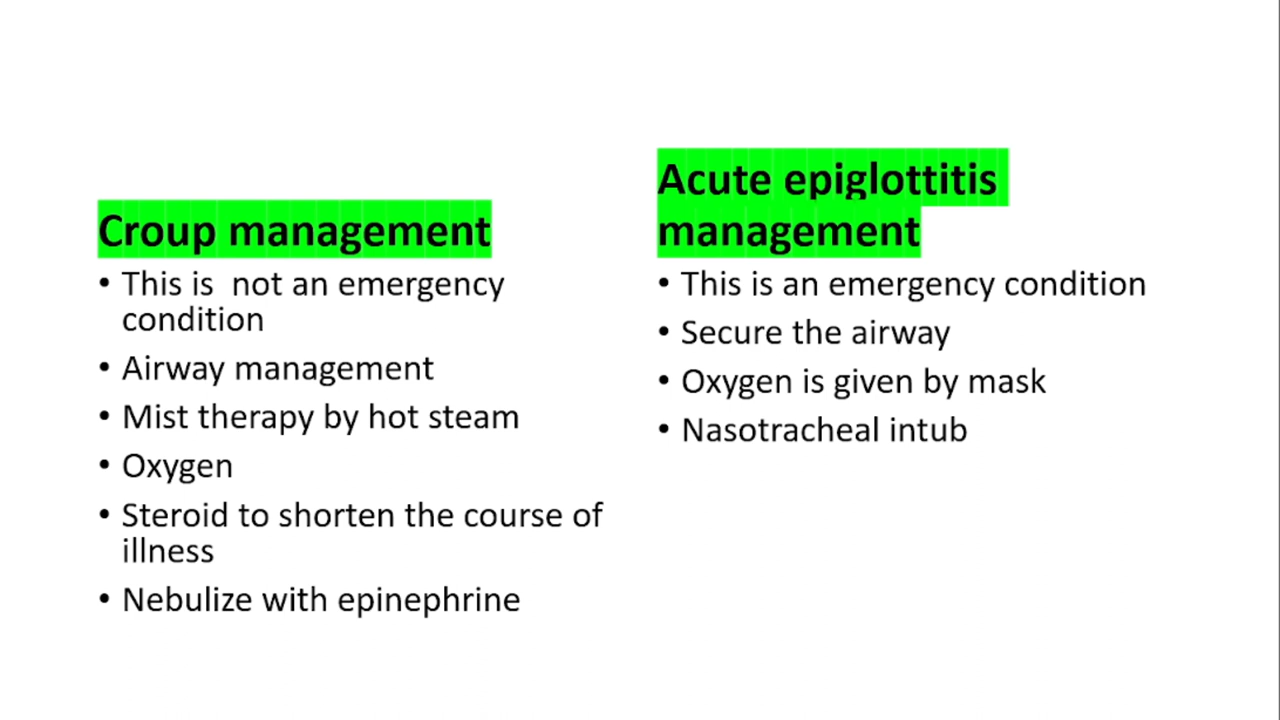 Croup management
• This is  not an emergency
condition
• Airway management
• Mist therapy by hot steam
• Oxygen
• Steroid to shorten the course of
illness
• Nebulize with epinephrine
Acute epiglottitis
management
• This is an emergency condition
• Secure the airway
• Oxygen is given by mask
• Nasotracheal intub